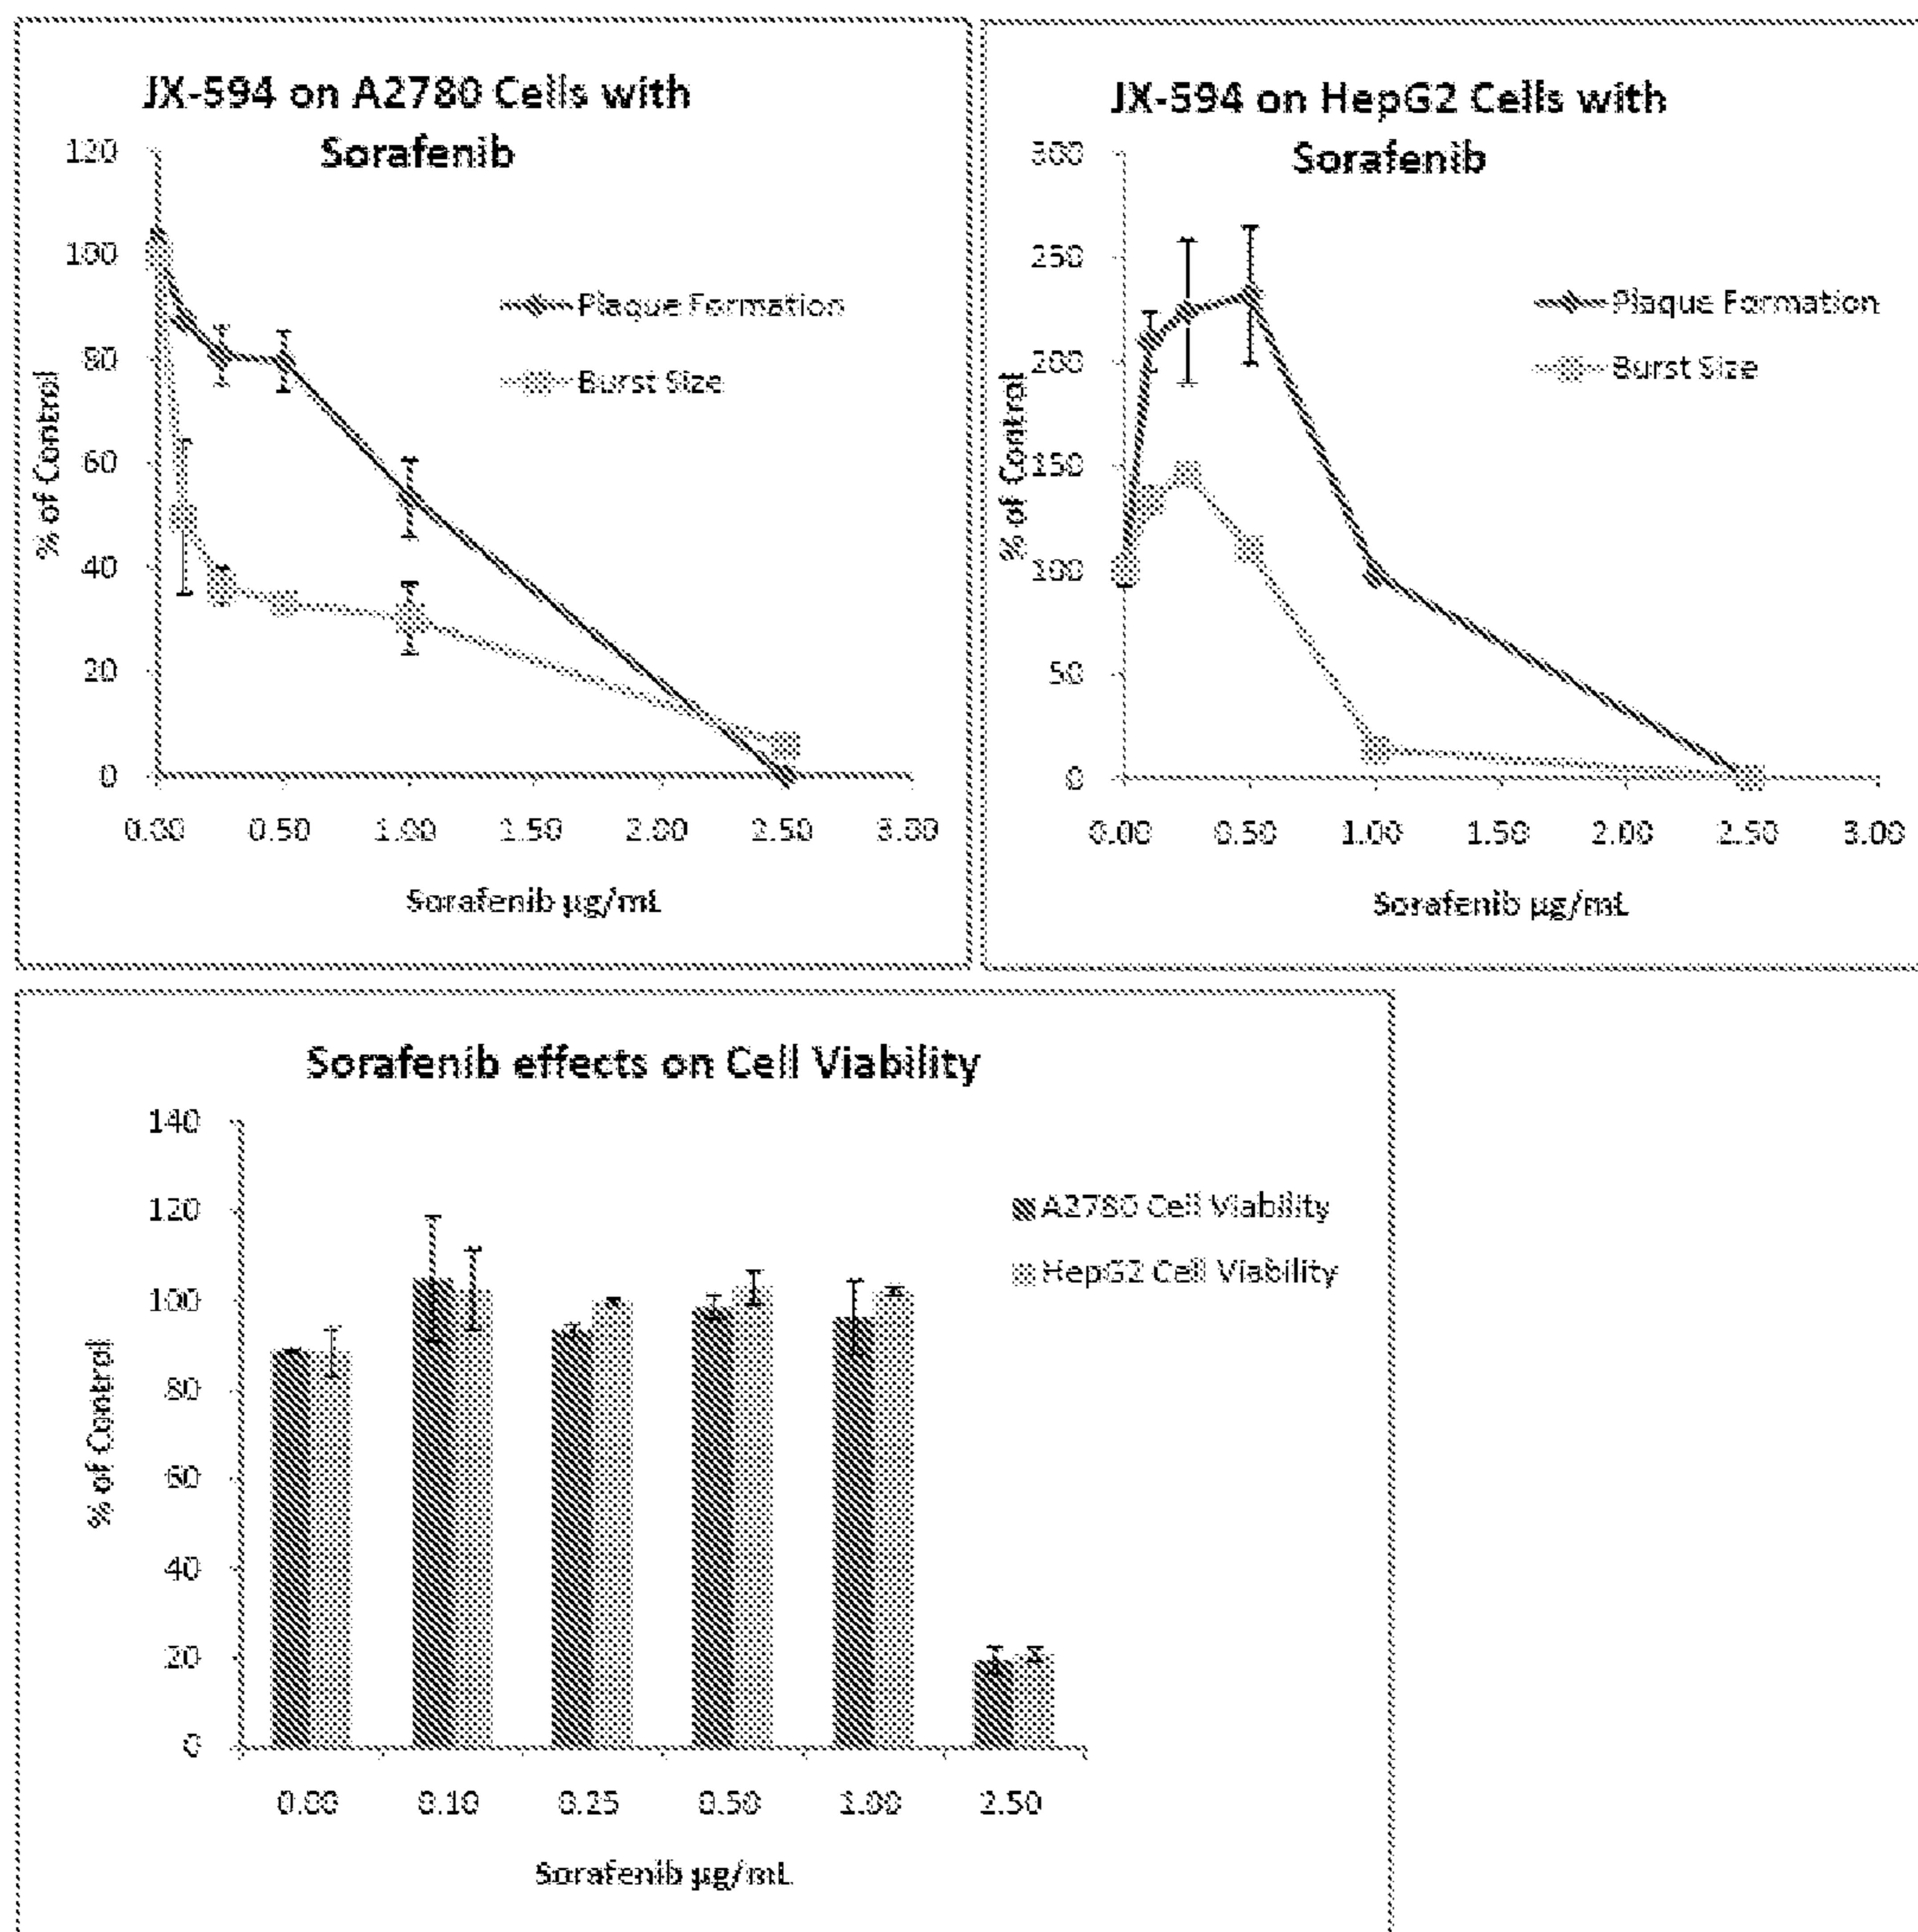 JX-594 on A2780 Cells with
Sorafenib
120
100
80
60
40
20
0
% of Control
Plaque Formation
Burst Size
0.00 0.50 1.00 1.50 2.00 2.50 3.00
Sorafenib µg/mL
JX-594 on HepG2 Cells with
Sorafenib
300
250
200
150
100
50
0
% of Control
Plaque Formation
Burst Size
0.00 0.50 1.00 1.50 2.00 2.50 3.00
Sorafenib µg/mL
Sorafenib effects on Cell Viability
140
120
100
80
60
40
20
0
% of Control
A2780 Cell Viability
HepG2 Cell Viability
0.00 0.10 0.25 0.50 1.00 2.50
Sorafenib µg/mL